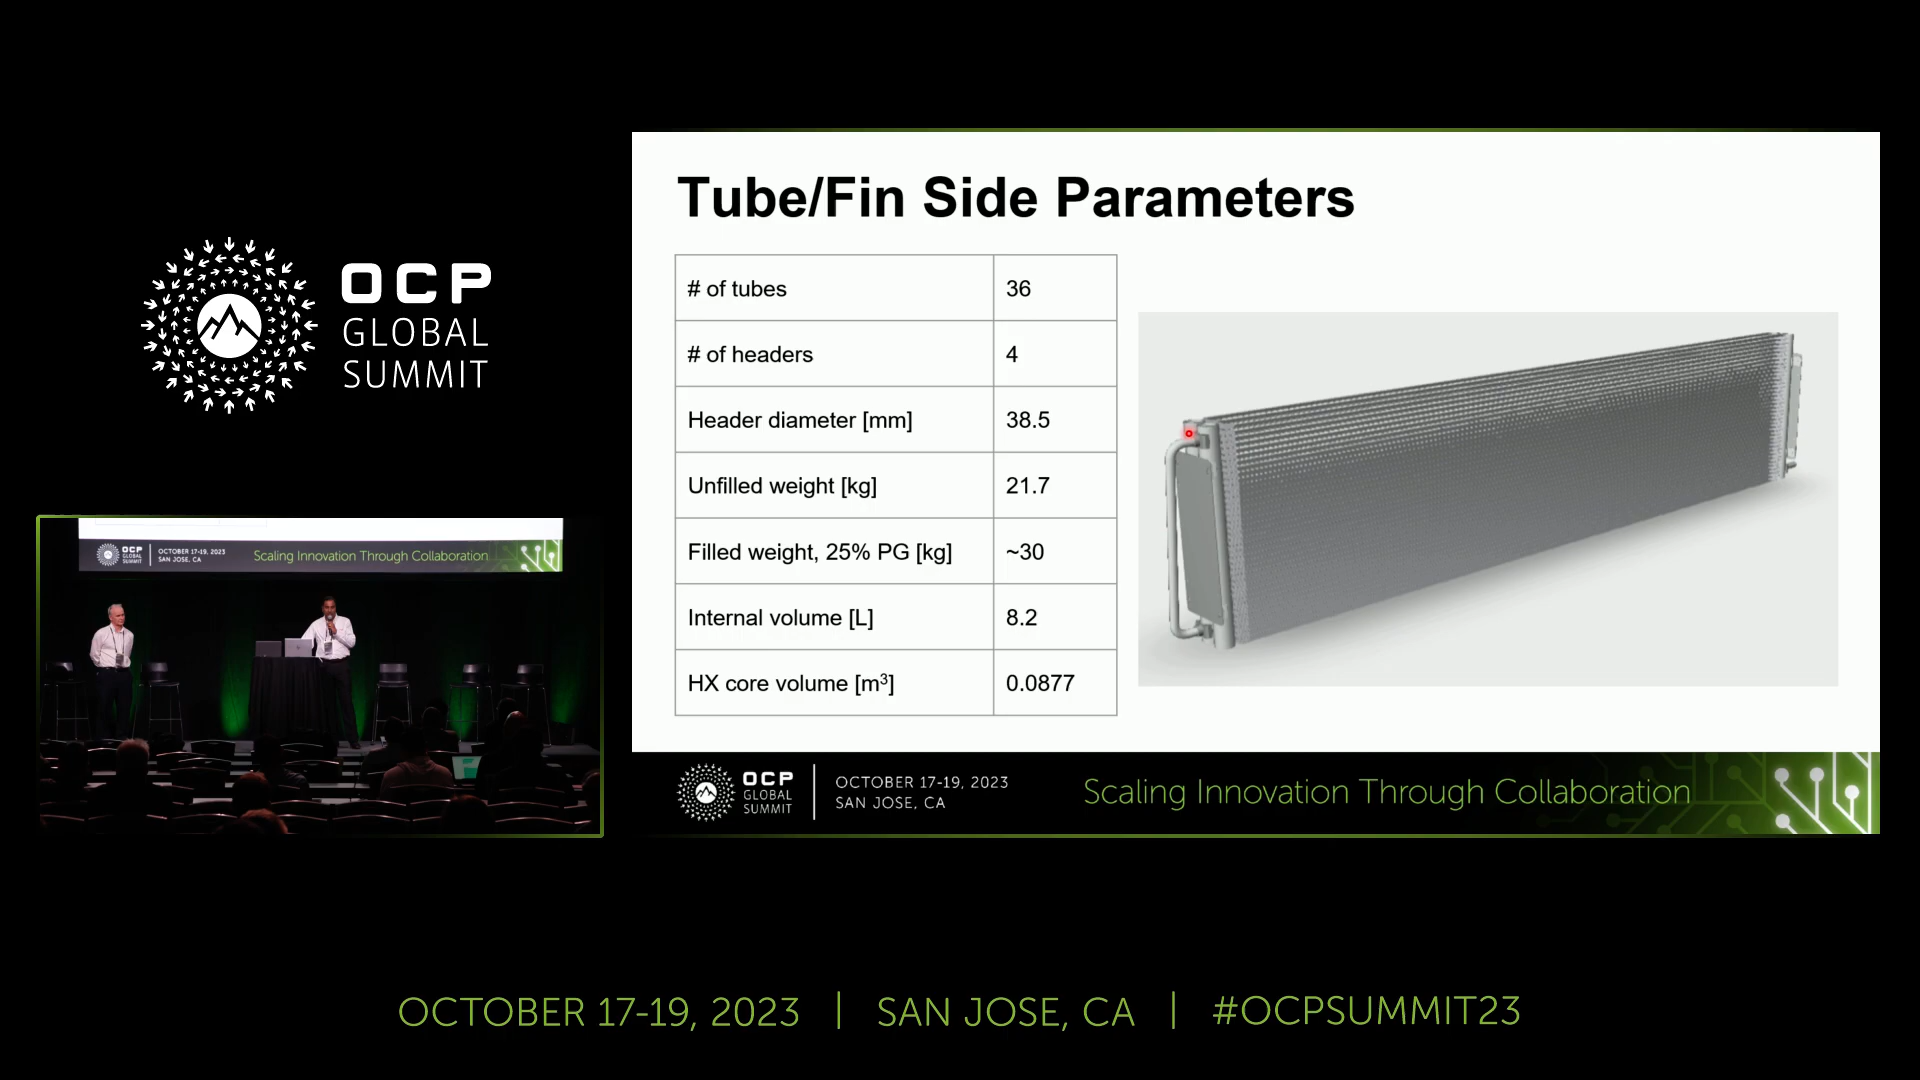 OCP
GLOBAL
SUMMIT
OCP
GLOBAL
SUMMIT
OCTOBER 17-19, 2023
SAN JOSE, CA
Scaling Innovation Through Collaboration
Tube/Fin Side Parameters
# of tubes 36
# of headers 4
Header diameter [mm] 38.5
Unfilled weight [kg] 21.7
Filled weight, 25% PG [kg] ~30
Internal volume [L] 8.2
HX core volume [m³] 0.0877
OCP
GLOBAL
SUMMIT
OCTOBER 17-19, 2023
SAN JOSE, CA
Scaling Innovation Through Collaboration
OCTOBER 17-19, 2023 | SAN JOSE, CA | #OCPSUMMIT23